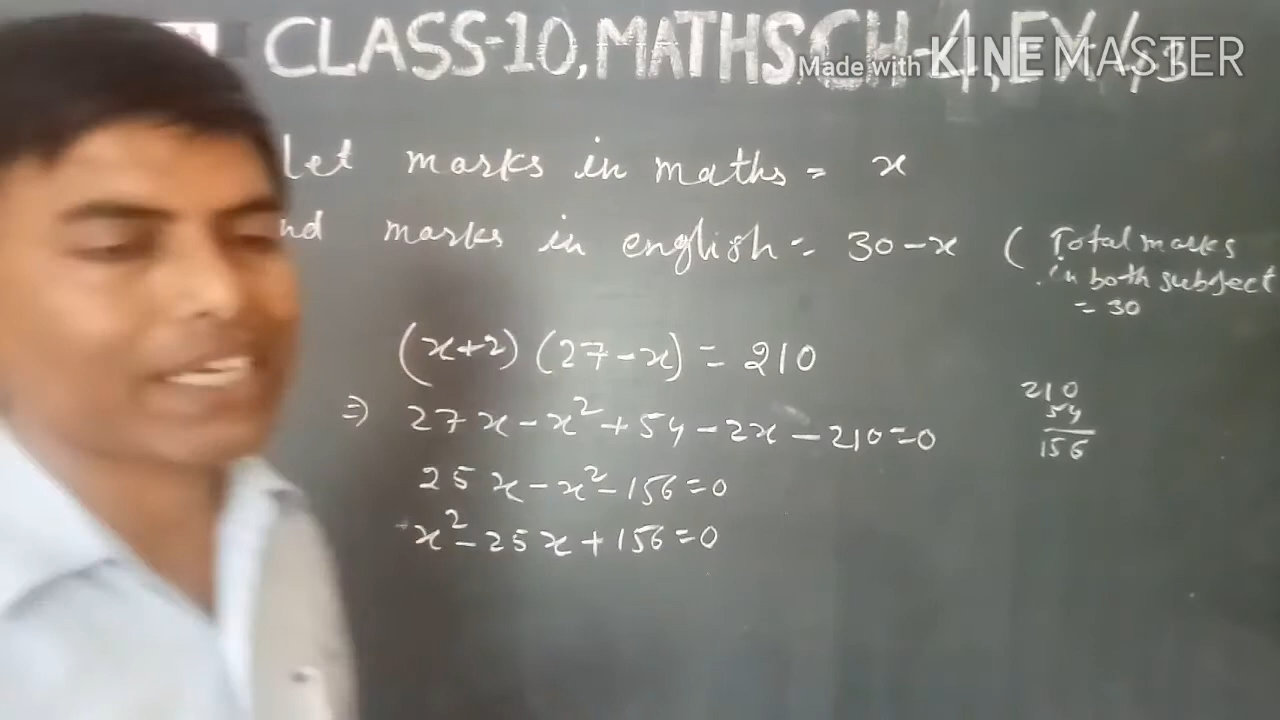 CLASS-10, MATHS, CH-4, EX-4.3
Made with KINEMASTER
Let marks in maths = x
nd marks in english = 30-x ( Total marks
in both subject
= 30
(x+2) (27-x) = 210
⇒ 27x-x²+54-2x-210=0
25x-x²-156=0
x²-25x+156=0
210
54
156